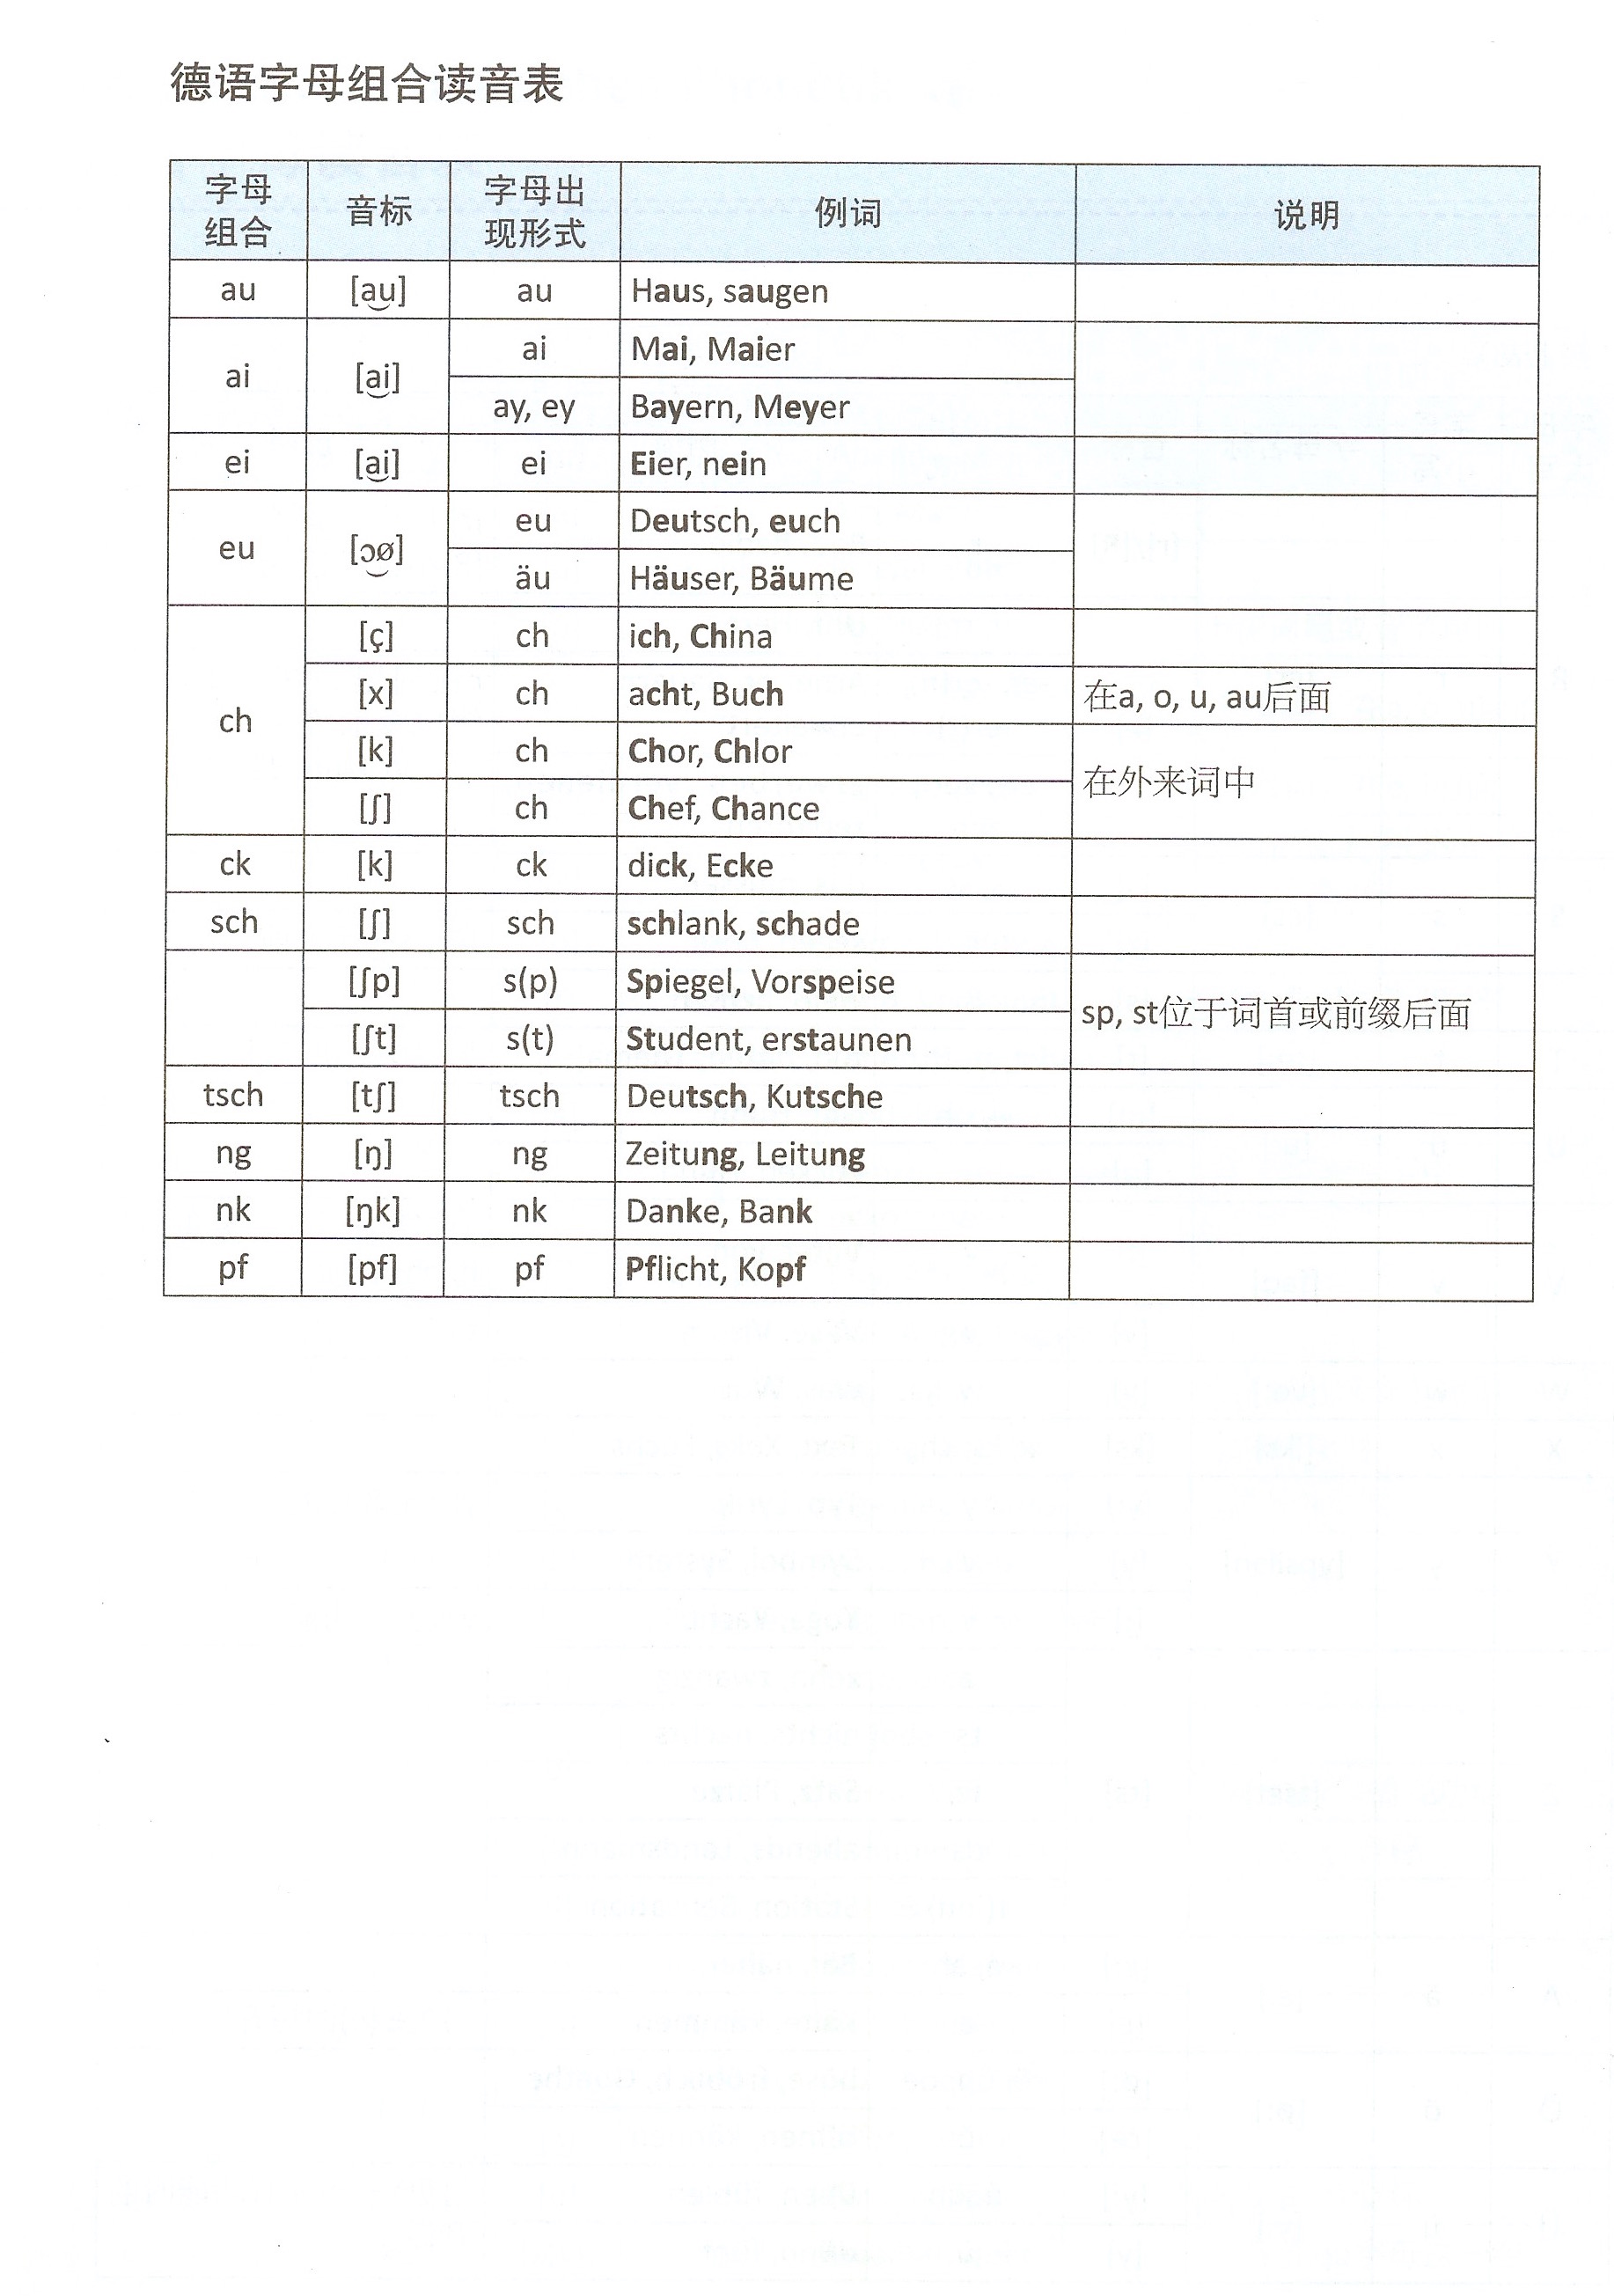 德语字母组合读音表
字母组合 音标 字母出现形式 例词 说明
au [au̮] au Haus, saugen
ai [ai̮] ai Mai, Maier
ay, ey Bayern, Meyer
ei [ai̮] ei Eier, nein
eu [ɔø̮] eu Deutsch, euch
äu Häuser, Bäume
ch [ç] ch ich, China
[x] ch acht, Buch 在a, o, u, au后面
[k] ch Chor, Chlor 在外来词中
[ʃ] ch Chef, Chance
ck [k] ck dick, Ecke
sch [ʃ] sch schlank, schade
[ʃp] s(p) Spiegel, Vorspeise sp, st位于词首或前缀后面
[ʃt] s(t) Student, erstaunen
tsch [tʃ] tsch Deutsch, Kutsche
ng [ŋ] ng Zeitung, Leitung
nk [ŋk] nk Danke, Bank
pf [pf] pf Pflicht, Kopf